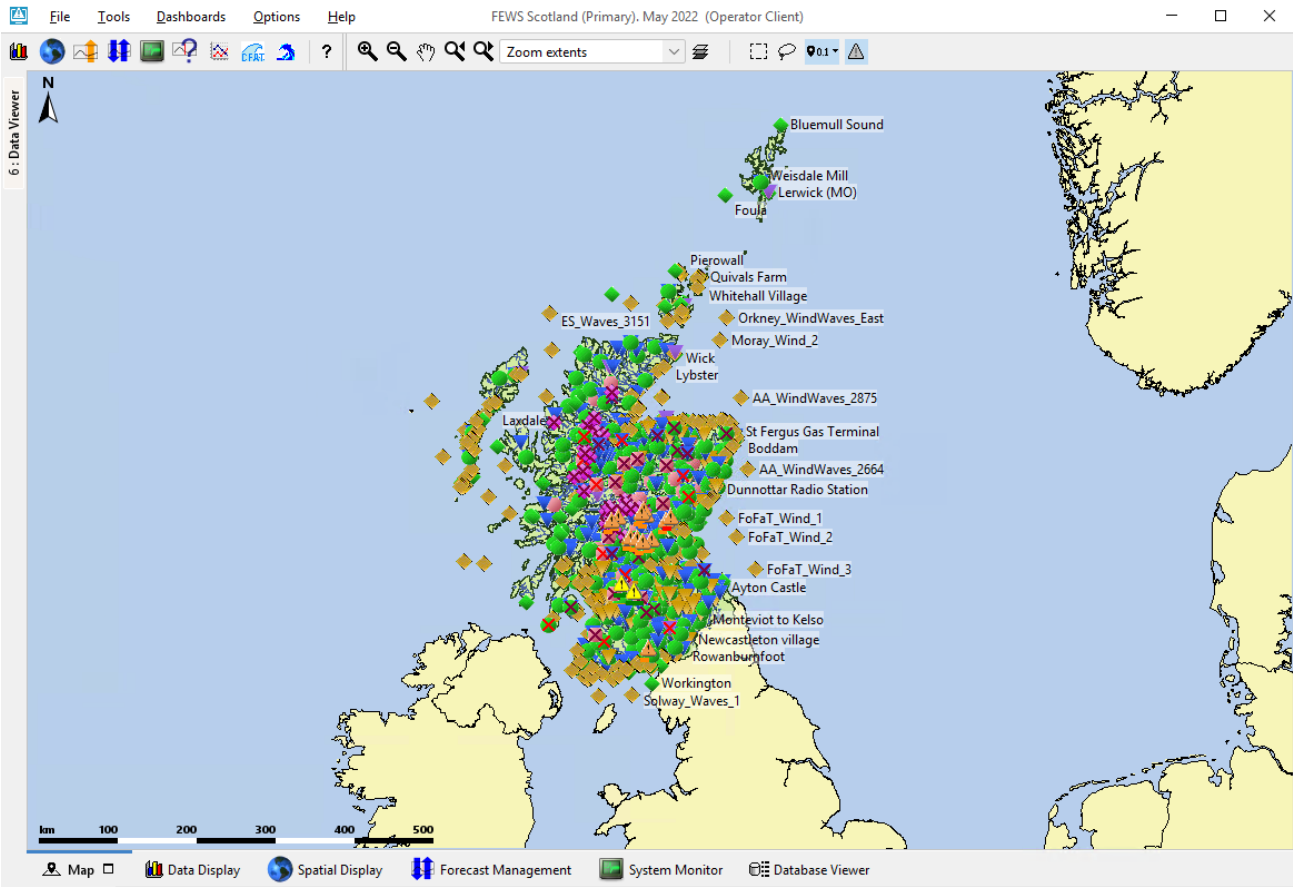 File Tools Dashboards Options Help FEWS Scotland (Primary). May 2022 (Operator Client)
? Zoom extents 0.1
6 : Data Viewer
N
Bluemull Sound
Weisdale Mill
Lerwick (MO)
Foula
Pierowall
Quivals Farm
Whitehall Village
Orkney_WindWaves_East
ES_Waves_3151
Moray_Wind_2
Wick
Lybster
AA_WindWaves_2875
Laxdale
St Fergus Gas Terminal
Boddam
AA_WindWaves_2664
Dunnottar Radio Station
FoFaT_Wind_1
FoFaT_Wind_2
FoFaT_Wind_3
Ayton Castle
Monteviot to Kelso
Newcastleton village
Rowanburnfoot
Workington
Solway_Waves_1
km 100 200 300 400 500
Map Data Display Spatial Display Forecast Management System Monitor Database Viewer